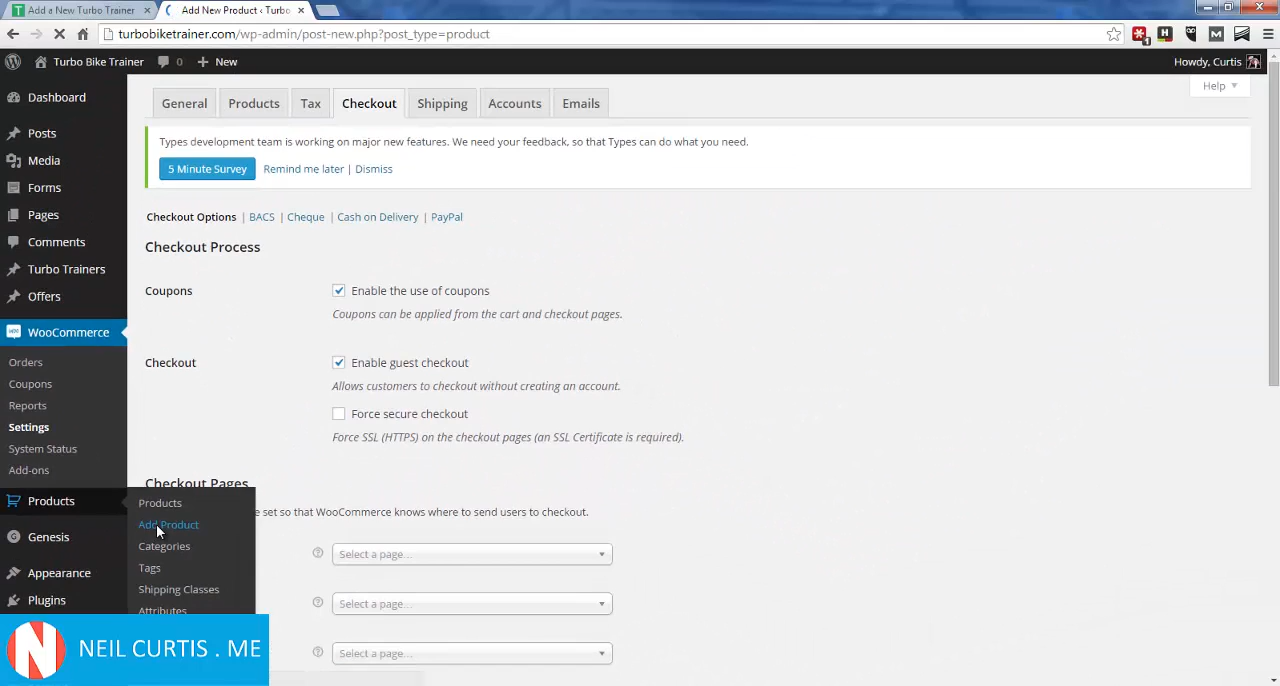 Add a New Turbo Trainer
Add New Product ‹ Turbo
turbobiketrainer.com/wp-admin/post-new.php?post_type=product
Turbo Bike Trainer 0 New Howdy, Curtis
Help
Dashboard
Posts
Media
Forms
Pages
Comments
Turbo Trainers
Offers
WooCommerce
Orders
Coupons
Reports
Settings
System Status
Add-ons
Products
Genesis
Appearance
Plugins
Products
Add Product
Categories
Tags
Shipping Classes
Attributes
General Products Tax Checkout Shipping Accounts Emails
Types development team is working on major new features. We need your feedback, so that Types can do what you need.
5 Minute Survey Remind me later | Dismiss
Checkout Options | BACS | Cheque | Cash on Delivery | PayPal
Checkout Process
Coupons Enable the use of coupons
Coupons can be applied from the cart and checkout pages.
Checkout Enable guest checkout
Allows customers to checkout without creating an account.
Force secure checkout
Force SSL (HTTPS) on the checkout pages (an SSL Certificate is required).
Checkout Pages
e set so that WooCommerce knows where to send users to checkout.
Select a page...
Select a page...
Select a page...
NEIL CURTIS . ME